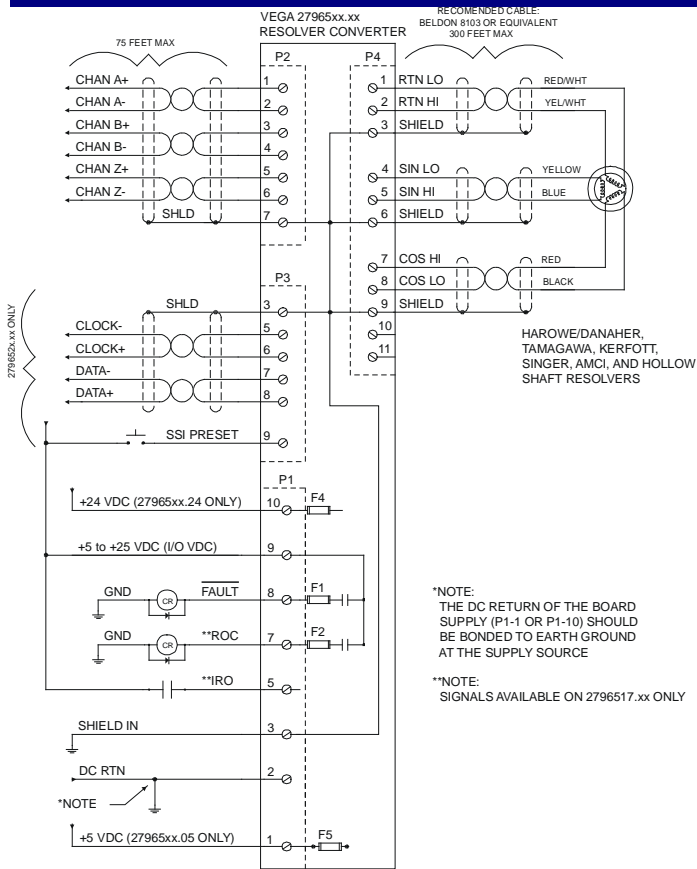 VEGA 27965xx.xx
RESOLVER CONVERTER
RECOMENDED CABLE:
BELDON 8103 OR EQUIVALENT
300 FEET MAX
75 FEET MAX
P2
CHAN A+ 1
CHAN A- 2
CHAN B+ 3
CHAN B- 4
CHAN Z+ 5
CHAN Z- 6
SHLD 7
P4
1 RTN LO RED/WHT
2 RTN HI YEL/WHT
3 SHIELD
4 SIN LO YELLOW
5 SIN HI BLUE
6 SHIELD
7 COS HI RED
8 COS LO BLACK
9 SHIELD
10
11
HAROWE/DANAHER,
TAMAGAWA, KERFOTT,
SINGER, AMCI, AND HOLLOW
SHAFT RESOLVERS
279652x.xx ONLY
P3
SHLD 3
CLOCK- 5
CLOCK+ 6
DATA- 7
DATA+ 8
SSI PRESET 9
P1
+24 VDC (27965xx.24 ONLY) 10 F4
+5 to +25 VDC (I/O VDC) 9
GND CR FAULT 8 F1
GND CR **ROC 7 F2
**IRO 5
SHIELD IN 3
DC RTN 2
*NOTE
+5 VDC (27965xx.05 ONLY) 1 F5
*NOTE:
THE DC RETURN OF THE BOARD
SUPPLY (P1-1 OR P1-10) SHOULD
BE BONDED TO EARTH GROUND
AT THE SUPPLY SOURCE
**NOTE:
SIGNALS AVAILABLE ON 2796517.xx ONLY